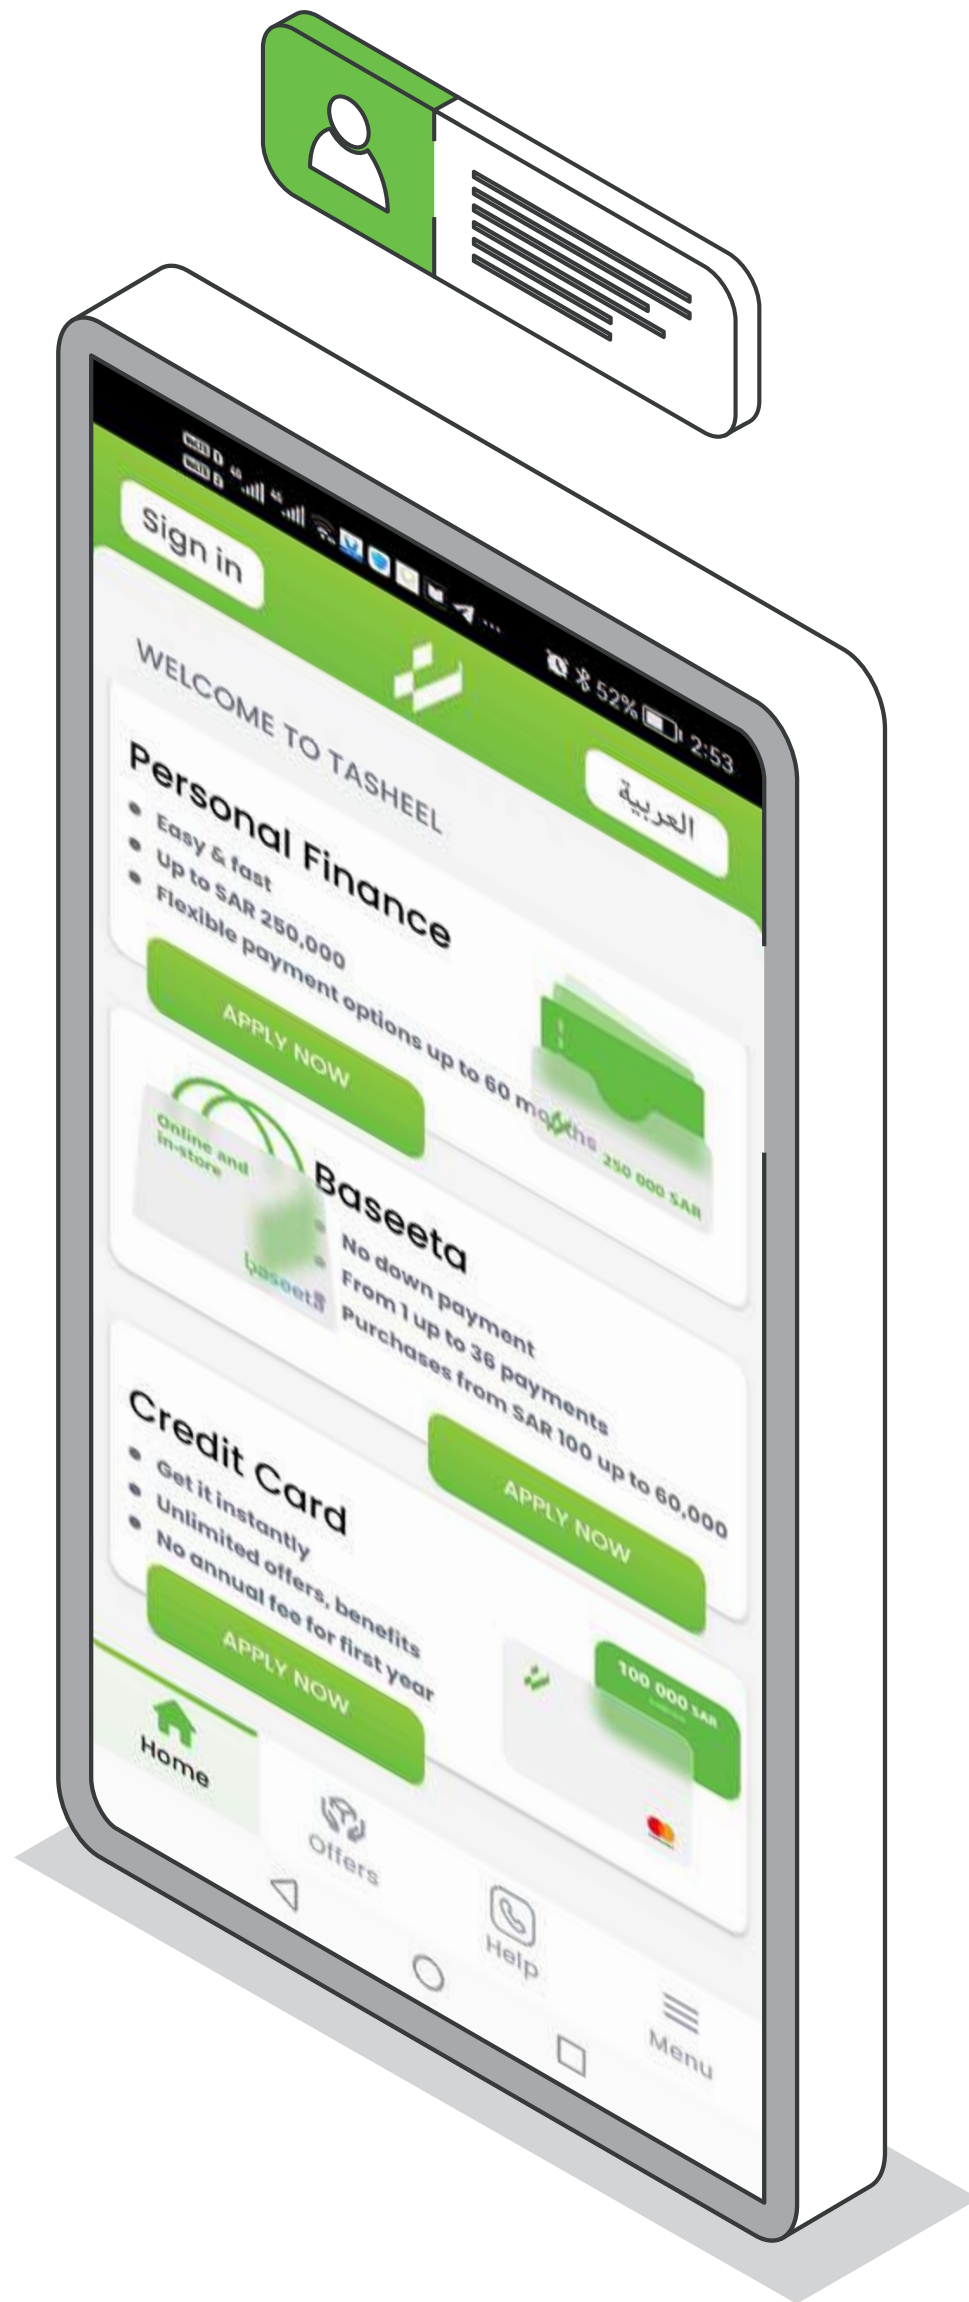 52% 2:53
Sign in
العربية
WELCOME TO TASHEEL
Personal Finance
Easy & fast
Up to SAR 250,000
Flexible payment options up to 60 months
APPLY NOW
250 000 SAR
Online and
in-store
baseeta
Baseeta
No down payment
From 1 up to 36 payments
Purchases from SAR 100 up to 60,000
APPLY NOW
Credit Card
Get it instantly
Unlimited offers, benefits
No annual fee for first year
APPLY NOW
100 000 SAR
Home
Offers
Help
Menu